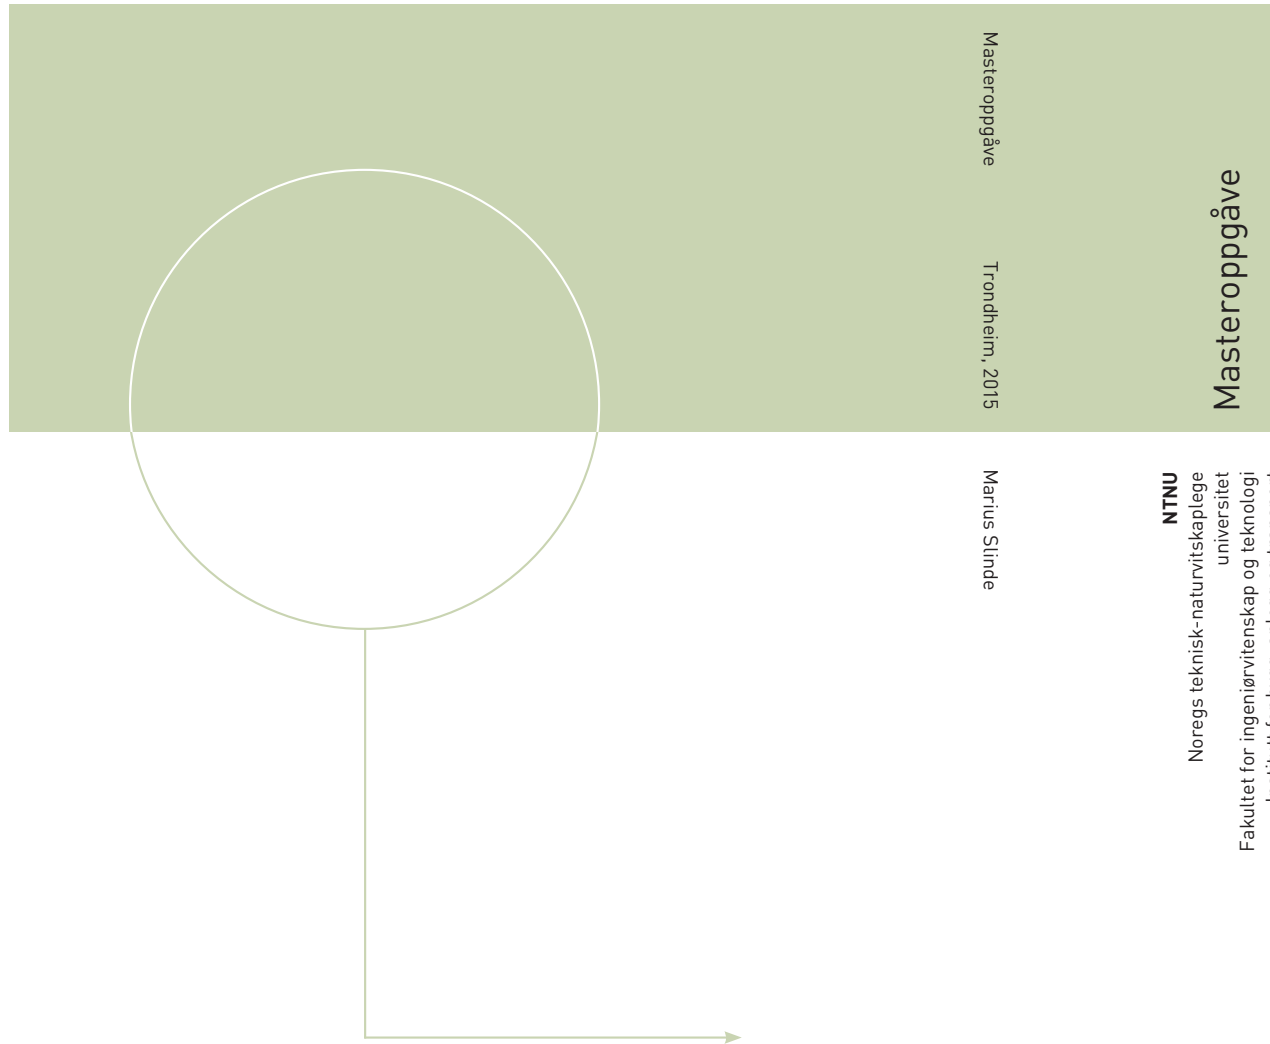 Masteroppgåve
Trondheim, 2015
Marius Slinde
Masteroppgåve
NTNU
Noregs teknisk-naturvitskaplege
universitet
Fakultet for ingeniørvitenskap og teknologi